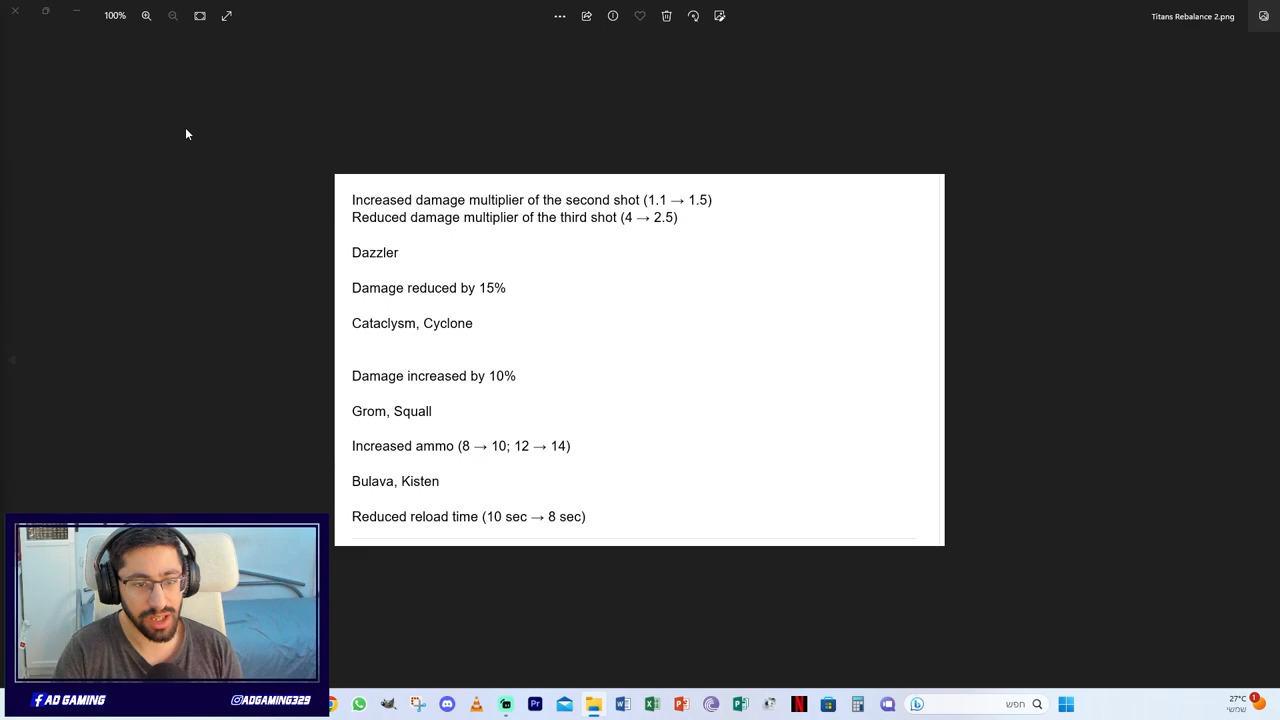 100%
Titans Rebalance 2.png
Increased damage multiplier of the second shot (1.1 → 1.5)
Reduced damage multiplier of the third shot (4 → 2.5)
Dazzler
Damage reduced by 15%
Cataclysm, Cyclone
Damage increased by 10%
Grom, Squall
Increased ammo (8 → 10; 12 → 14)
Bulava, Kisten
Reduced reload time (10 sec → 8 sec)
AD GAMING
@ADGAMING329
Pr
חפש
27°C
שמשי
1